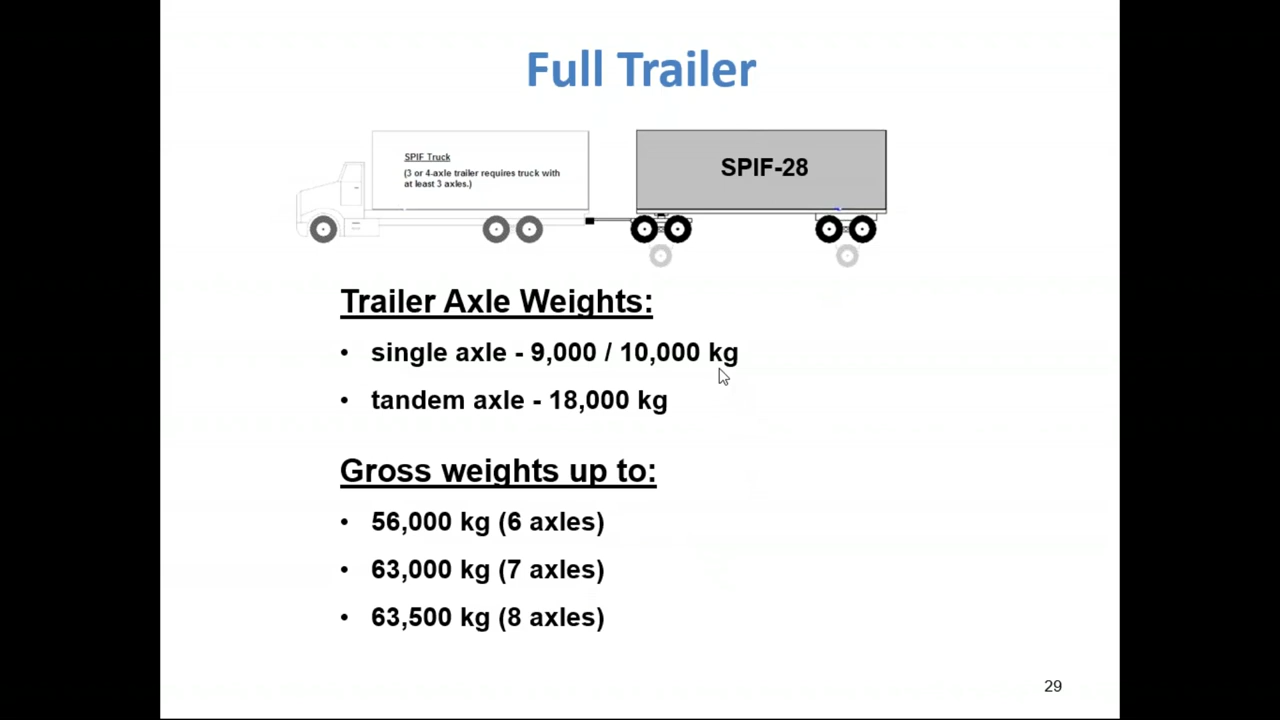 Full Trailer
SPIF Truck
(3 or 4-axle trailer requires truck with
at least 3 axles.)
SPIF-28
Trailer Axle Weights:
• single axle - 9,000 / 10,000 kg
• tandem axle - 18,000 kg
Gross weights up to:
• 56,000 kg (6 axles)
• 63,000 kg (7 axles)
• 63,500 kg (8 axles)
29